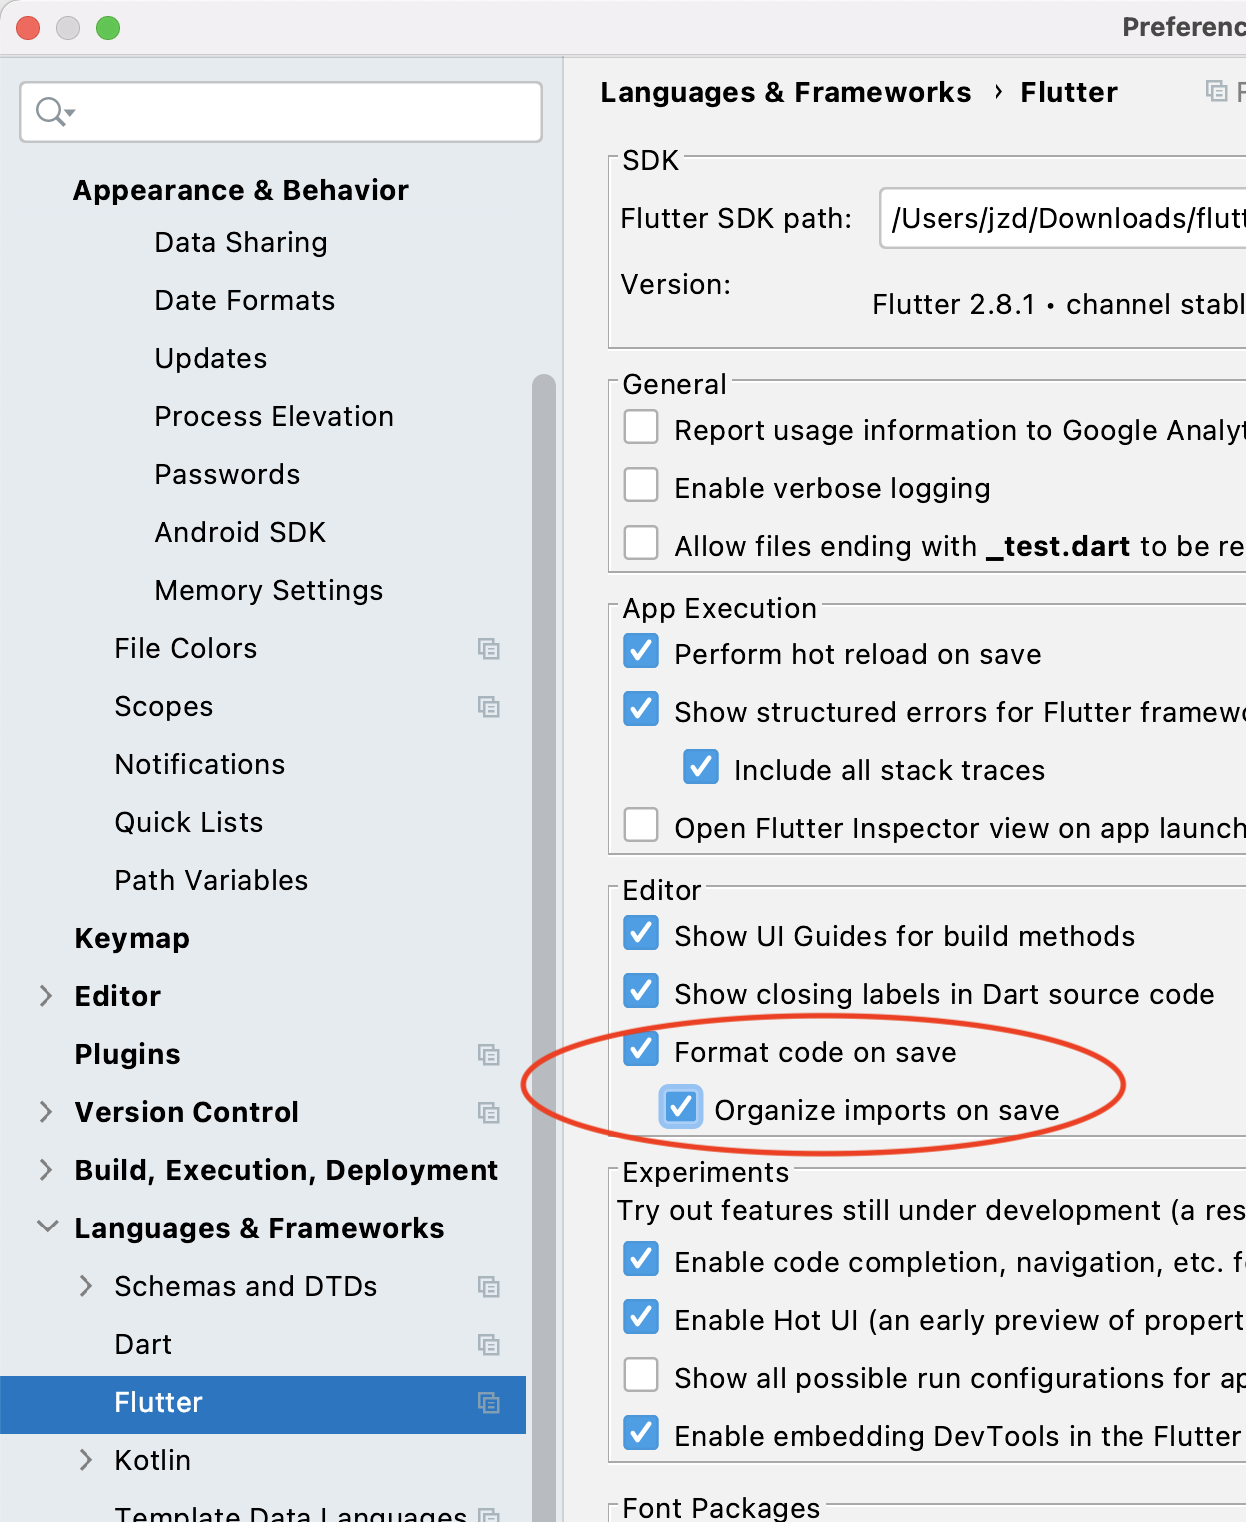 Preferenc
Appearance & Behavior
Data Sharing
Date Formats
Updates
Process Elevation
Passwords
Android SDK
Memory Settings
File Colors
Scopes
Notifications
Quick Lists
Path Variables
Keymap
Editor
Plugins
Version Control
Build, Execution, Deployment
Languages & Frameworks
Schemas and DTDs
Dart
Flutter
Kotlin
Template Data Languages
Languages & Frameworks › Flutter F
SDK
Flutter SDK path: /Users/jzd/Downloads/flutt
Version:
Flutter 2.8.1 • channel stabl
General
Report usage information to Google Analyt
Enable verbose logging
Allow files ending with _test.dart to be re
App Execution
Perform hot reload on save
Show structured errors for Flutter framewo
Include all stack traces
Open Flutter Inspector view on app launch
Editor
Show UI Guides for build methods
Show closing labels in Dart source code
Format code on save
Organize imports on save
Experiments
Try out features still under development (a res
Enable code completion, navigation, etc. fo
Enable Hot UI (an early preview of propert
Show all possible run configurations for ap
Enable embedding DevTools in the Flutter
Font Packages